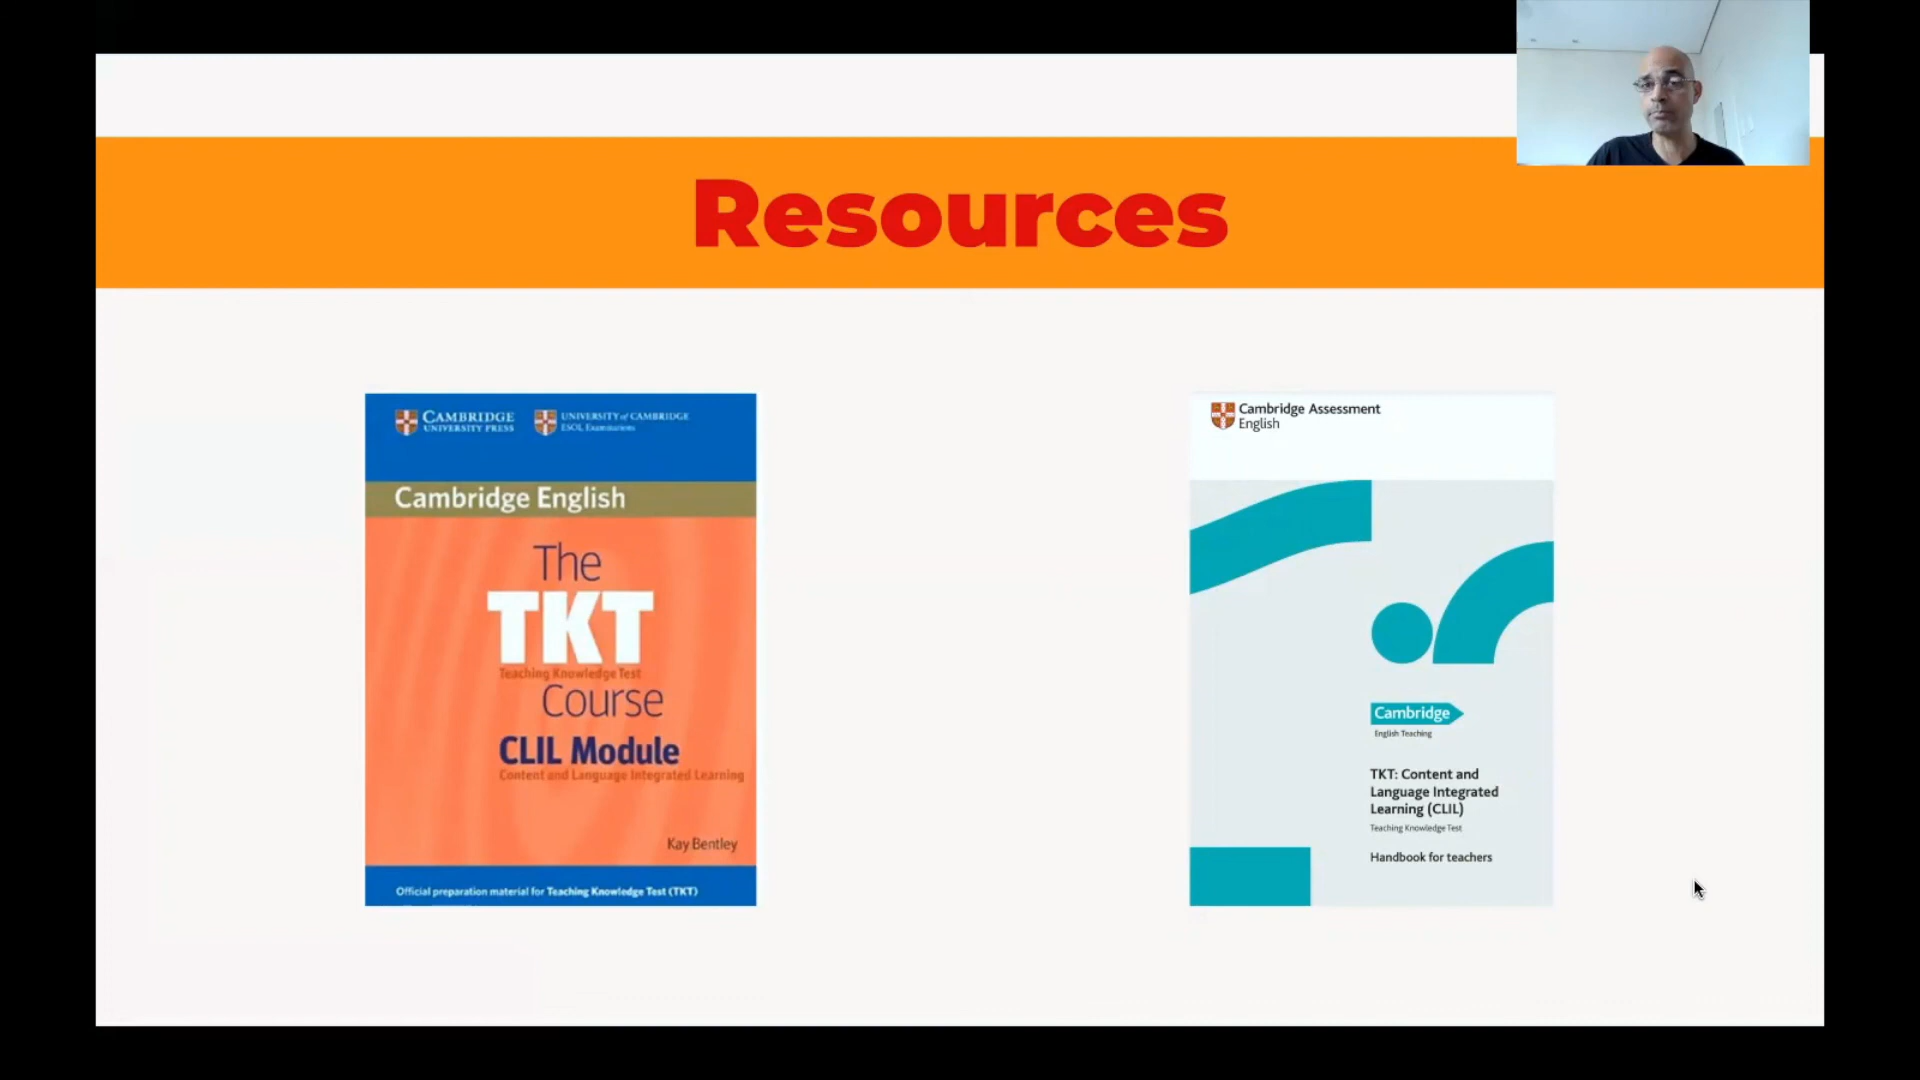 Resources
CAMBRIDGE
UNIVERSITY PRESS
UNIVERSITY of CAMBRIDGE
ESOL Examinations
Cambridge English
The
TKT
Teaching Knowledge Test
Course
CLIL Module
Content and Language Integrated Learning
Kay Bentley
Official preparation material for Teaching Knowledge Test (TKT)
Cambridge Assessment
English
Cambridge
English Teaching
TKT: Content and
Language Integrated
Learning (CLIL)
Teaching Knowledge Test
Handbook for teachers